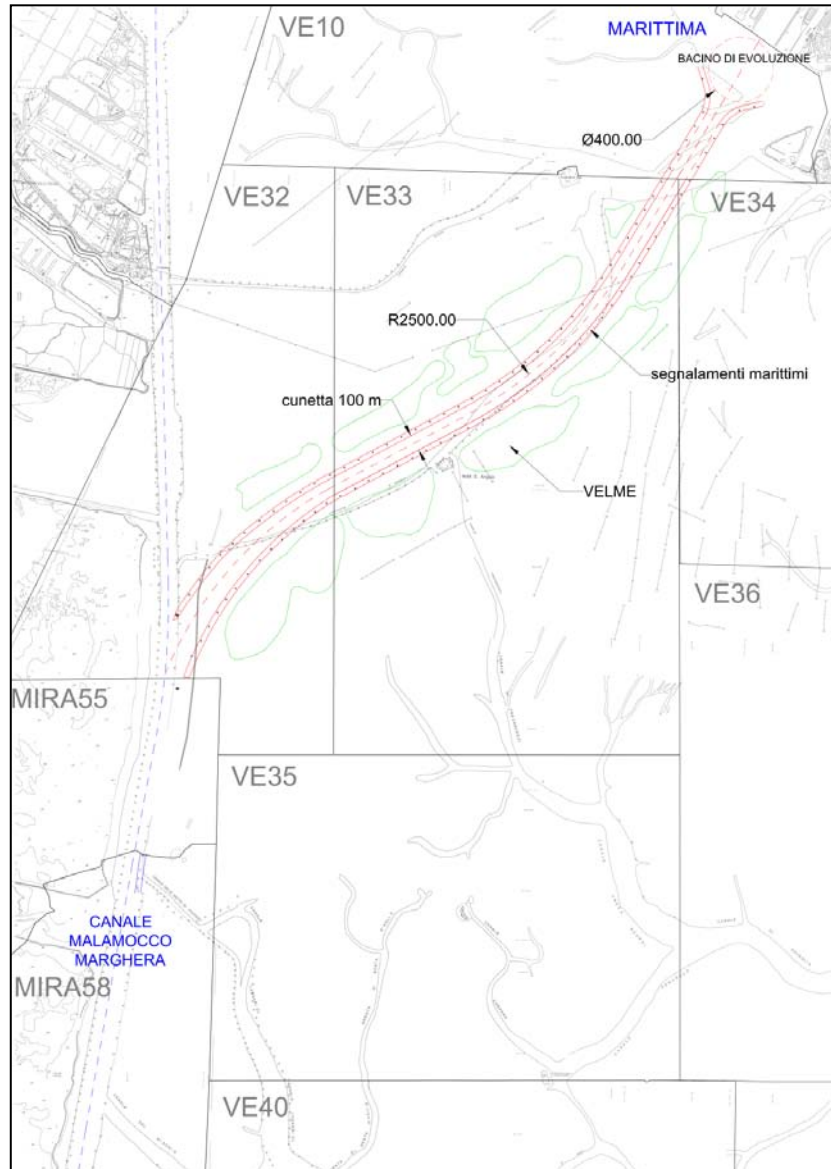 VE10
MARITTIMA
BACINO DI EVOLUZIONE
Ø400.00
VE32
VE33
VE34
R2500.00
segnalamenti marittimi
cunetta 100 m
VELME
VE36
MIRA55
VE35
CANALE
MALAMOCCO
MARGHERA
MIRA58
VE40